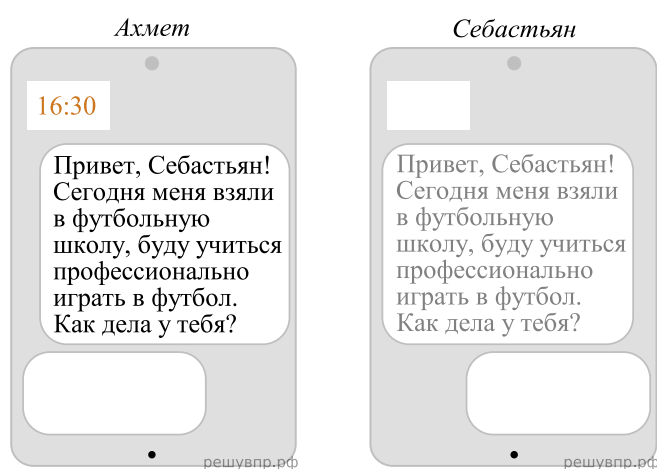 Ахмет
16:30
Привет, Себастьян!
Сегодня меня взяли
в футбольную
школу, буду учиться
профессионально
играть в футбол.
Как дела у тебя?
решувпр.рф
Себастьян
Привет, Себастьян!
Сегодня меня взяли
в футбольную
школу, буду учиться
профессионально
играть в футбол.
Как дела у тебя?
решувпр.рф